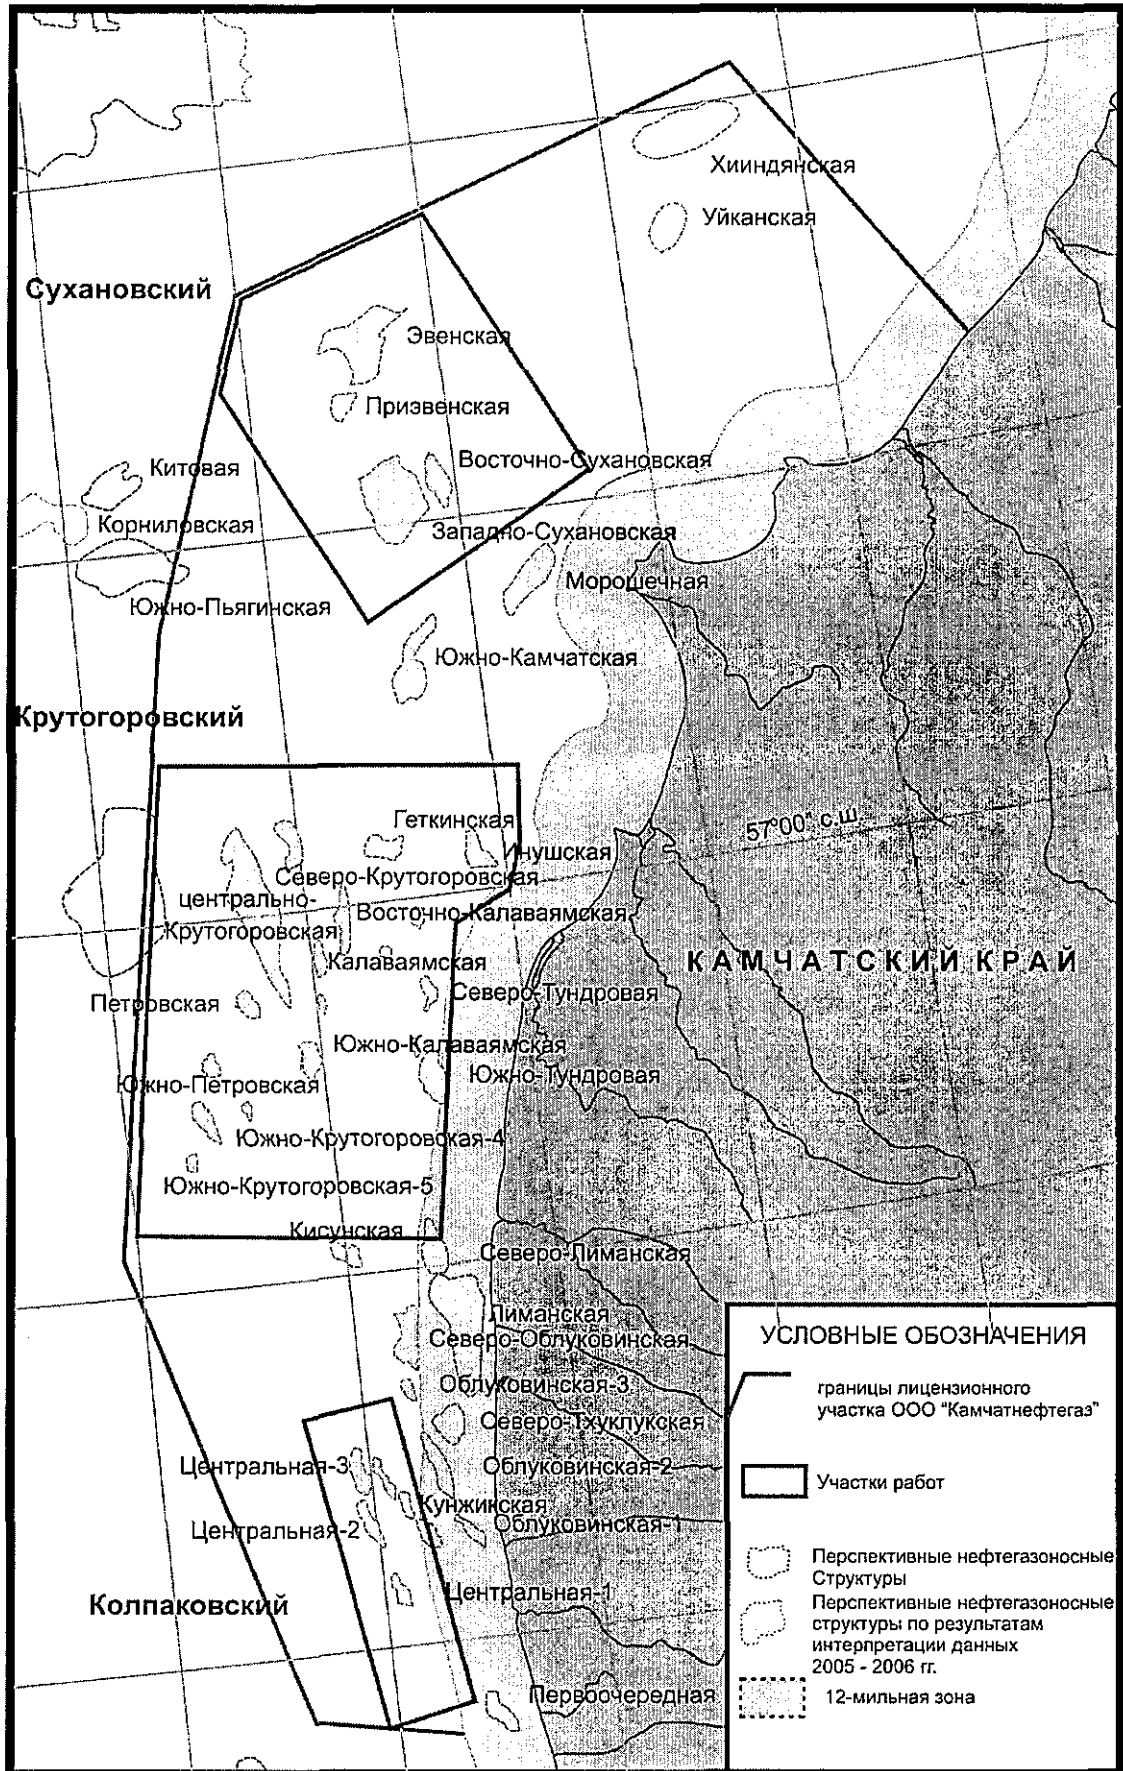 Хииндянская
Уйканская
Сухановский
Эвенская
Призвенская
Китовая
Восточно-Сухановская
Корниловская
Западно-Сухановская
Морошечная
Южно-Пьягинская
Южно-Камчатская
Крутогоровский
Геткинская
57°00' с.ш.
Инушская
Северо-Крутогоровская
центрально-
Крутогоровская
Восточно-Калаваямская
Калаваямская
КАМЧАТСКИЙ КРАЙ
Петровская
Северо-Тундровая
Южно-Калаваямская
Южно-Тундровая
Южно-Петровская
Южно-Крутогоровская-4
Южно-Крутогоровская-5
Кисунская
Северо-Лиманская
Лиманская
Северо-Облуковинская
Облуковинская-3
Северо-Тхуклукская
Центральная-3
Облуковинская-2
Кунжикская
Центральная-2
Облуковинская-1
Центральная-1
Колпаковский
Первоочередная
УСЛОВНЫЕ ОБОЗНАЧЕНИЯ
границы лицензионного
участка ООО "Камчатнефтегаз"
Участки работ
Перспективные нефтегазоносные
Структуры
Перспективные нефтегазоносные
структуры по результатам
интерпретации данных
2005 - 2006 гг.
12-мильная зона